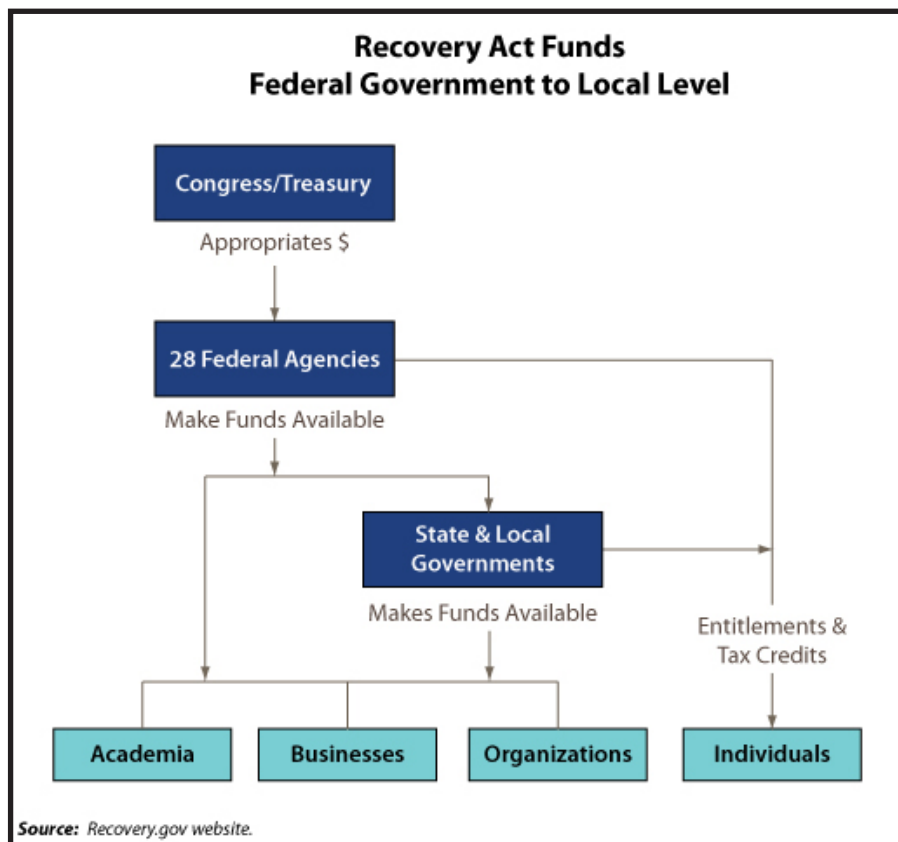 Recovery Act Funds
Federal Government to Local Level
Congress/Treasury
Appropriates $
28 Federal Agencies
Make Funds Available
State & Local
Governments
Makes Funds Available
Entitlements &
Tax Credits
Academia
Businesses
Organizations
Individuals
Source: Recovery.gov website.